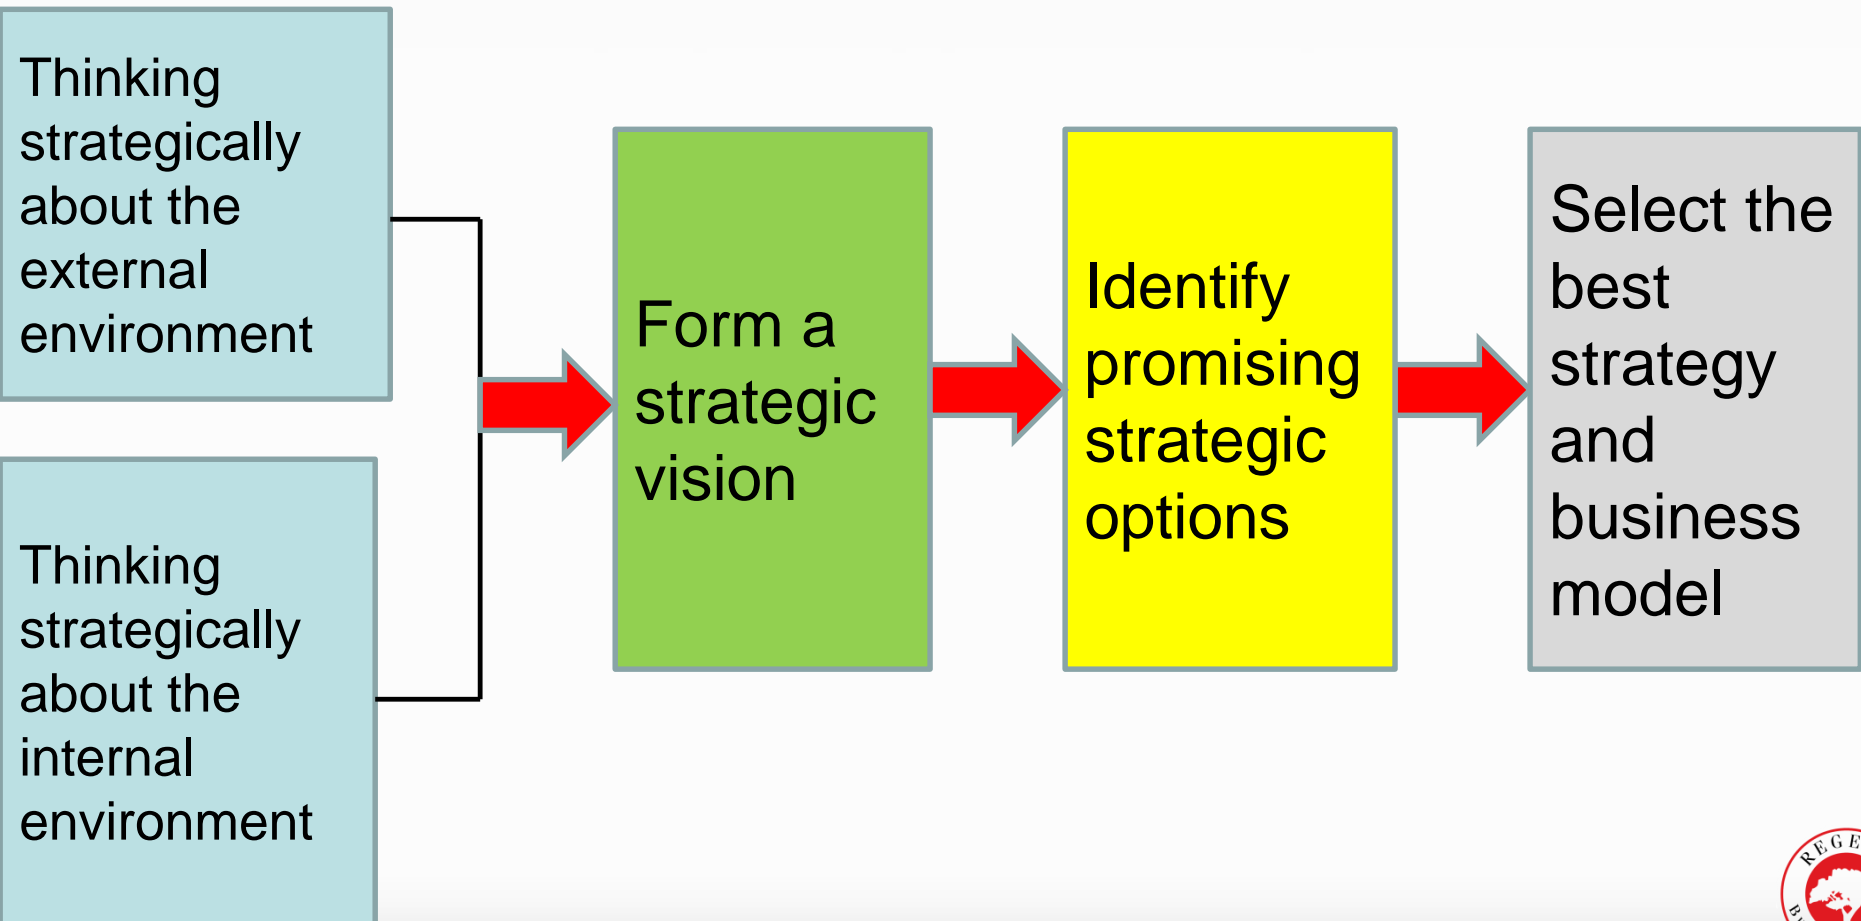 Thinking
strategically
about the
external
environment
Thinking
strategically
about the
internal
environment
Form a
strategic
vision
Identify
promising
strategic
options
Select the
best
strategy
and
business
model